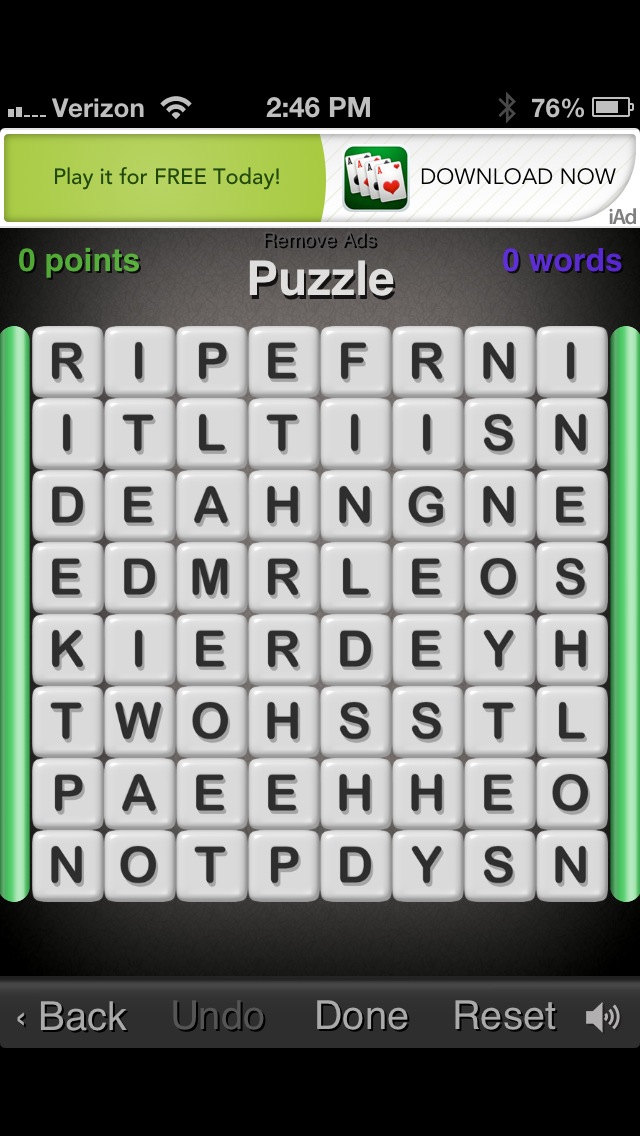 Verizon 2:46 PM 76%
Play it for FREE Today! DOWNLOAD NOW
iAd
Remove Ads
0 points Puzzle 0 words
R I P E F R N I
I T L T I I S N
D E A H N G N E
E D M R L E O S
K I E R D E Y H
T W O H S S T L
P A E E H H E O
N O T P D Y S N
‹ Back Undo Done Reset